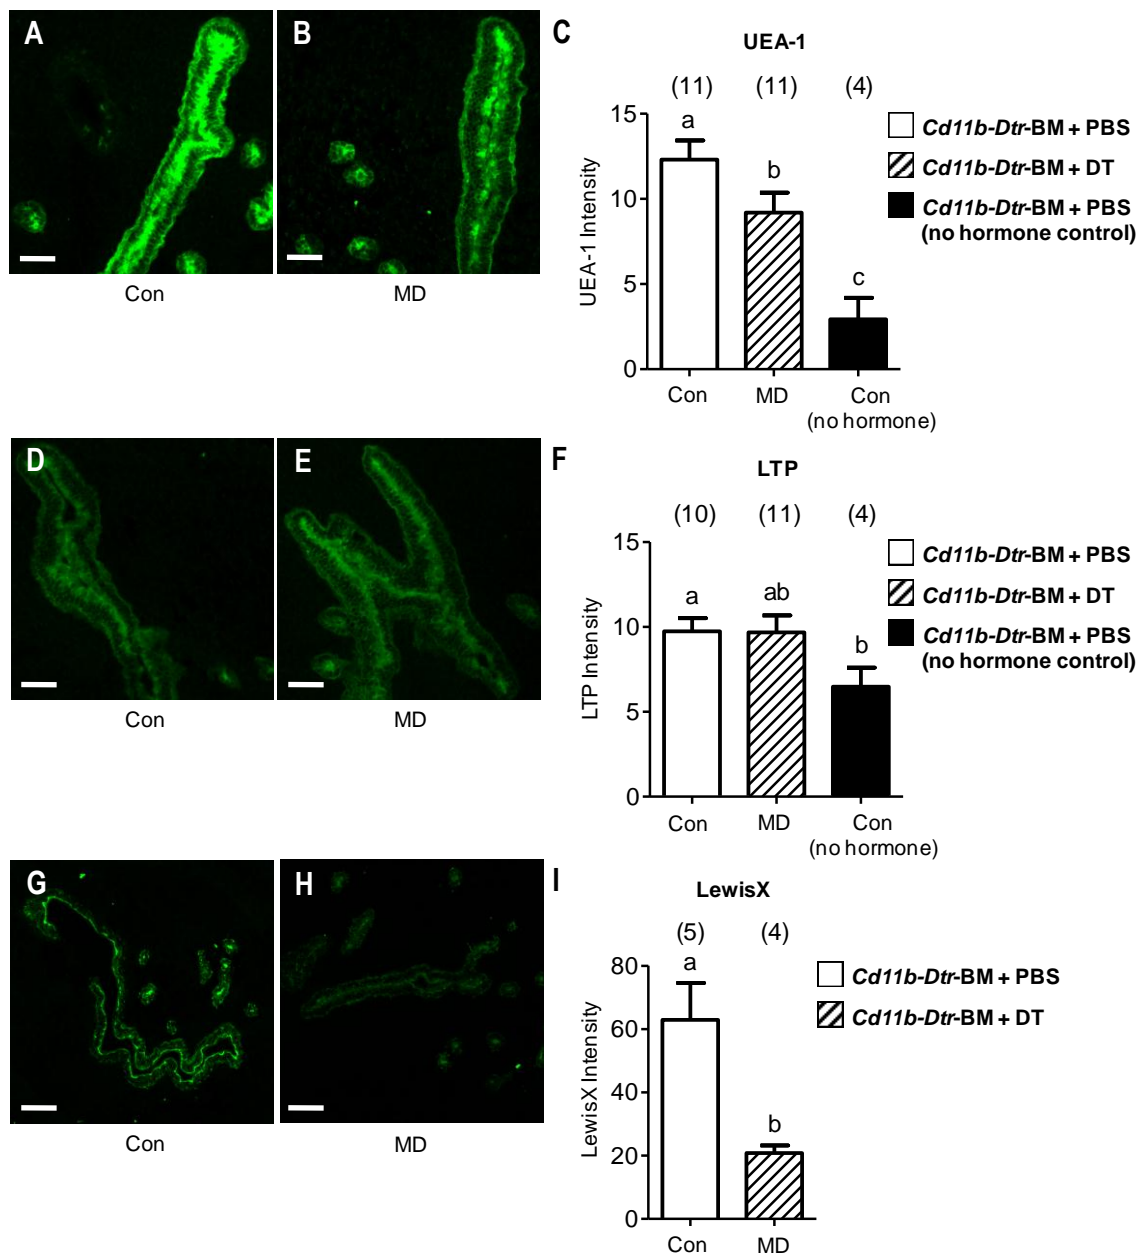 A
B
Con
MD
C
UEA-1
(11) (11) (4)
15
10
5
0
UEA-1 Intensity
a
b
c
Con
MD
Con
(no hormone)
Cd11b-Dtr-BM + PBS
Cd11b-Dtr-BM + DT
Cd11b-Dtr-BM + PBS
(no hormone control)
D
E
Con
MD
F
LTP
(10) (11) (4)
15
10
5
0
LTP Intensity
a
ab
b
Con
MD
Con
(no hormone)
Cd11b-Dtr-BM + PBS
Cd11b-Dtr-BM + DT
Cd11b-Dtr-BM + PBS
(no hormone control)
G
H
Con
MD
I
LewisX
(5) (4)
80
60
40
20
0
LewisX Intensity
a
b
Con
MD
Cd11b-Dtr-BM + PBS
Cd11b-Dtr-BM + DT